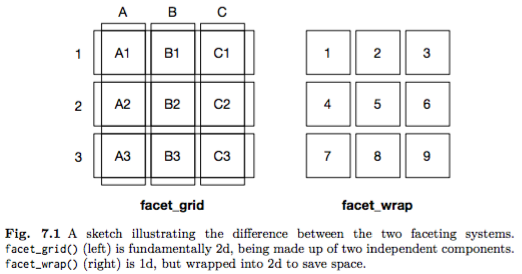 A B C
1 A1 B1 C1 1 2 3
2 A2 B2 C2 4 5 6
3 A3 B3 C3 7 8 9
facet_grid facet_wrap
Fig. 7.1 A sketch illustrating the difference between the two faceting systems.
facet_grid() (left) is fundamentally 2d, being made up of two independent components.
facet_wrap() (right) is 1d, but wrapped into 2d to save space.